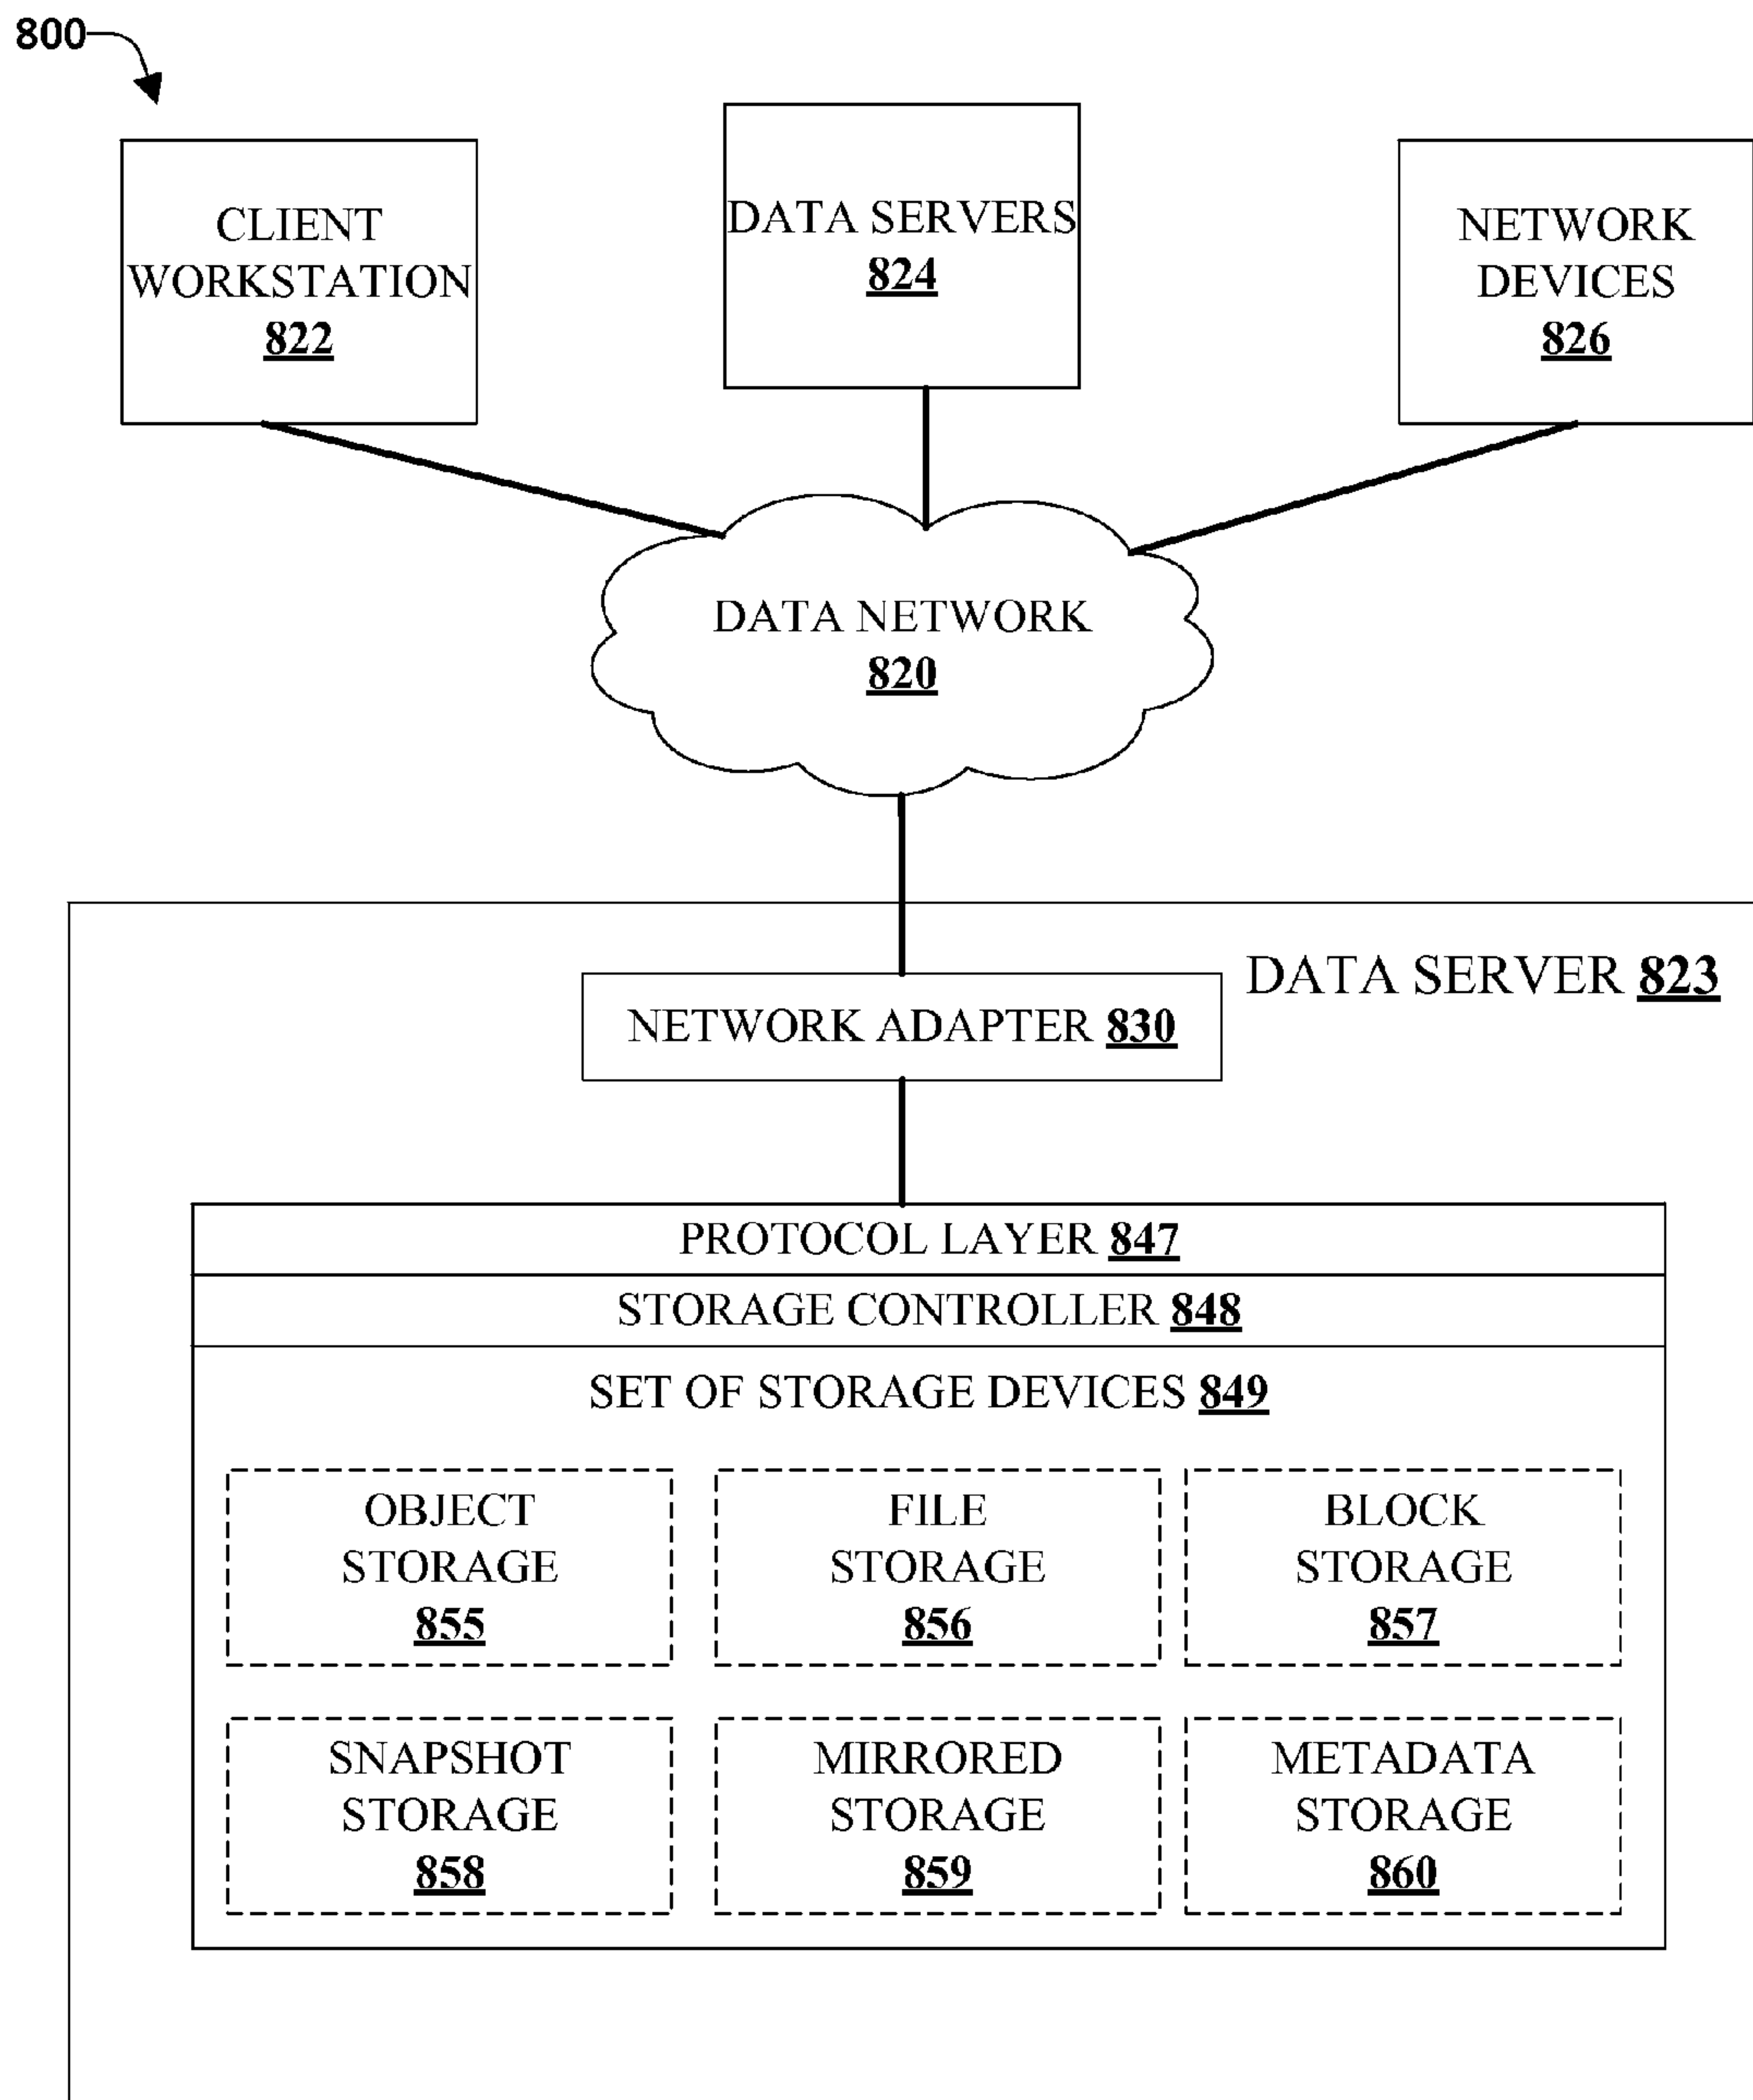 800
CLIENT
WORKSTATION
822
DATA SERVERS
824
NETWORK
DEVICES
826
DATA NETWORK
820
DATA SERVER 823
NETWORK ADAPTER 830
PROTOCOL LAYER 847
STORAGE CONTROLLER 848
SET OF STORAGE DEVICES 849
OBJECT
STORAGE
855
FILE
STORAGE
856
BLOCK
STORAGE
857
SNAPSHOT
STORAGE
858
MIRRORED
STORAGE
859
METADATA
STORAGE
860